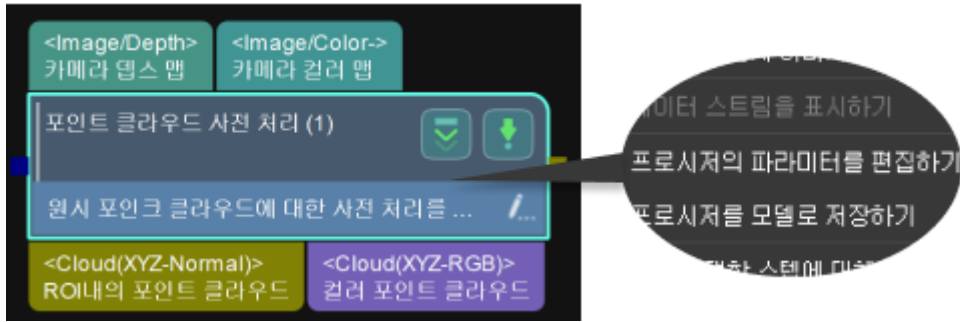 <Image/Depth>
카메라 뎁스 맵
<Image/Color->
카메라 컬러 맵
포인트 클라우드 사전 처리 (1)
원시 포인크 클라우드에 대한 사전 처리를 ...
...
<Cloud(XYZ-Normal)>
ROI내의 포인트 클라우드
<Cloud(XYZ-RGB)>
컬러 포인트 클라우드
스트림을 표시하기
프로시저의 파라미터를 편집하기
프로시저를 모델로 저장하기